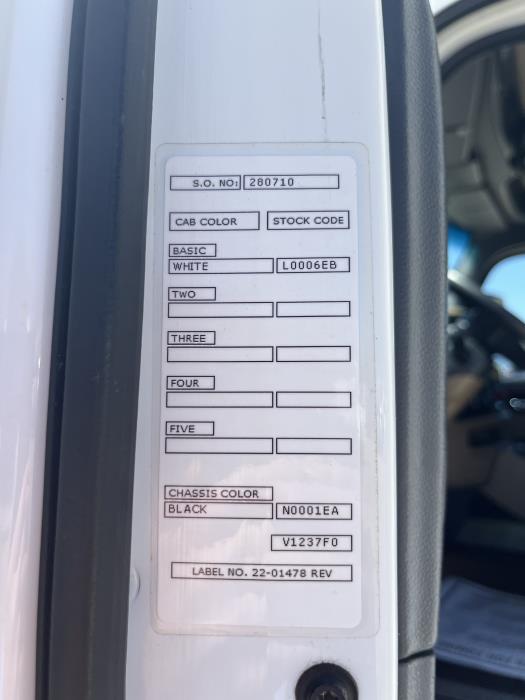 S.O. NO: 280710
CAB COLOR STOCK CODE
BASIC
WHITE L0006EB
TWO
THREE
FOUR
FIVE
CHASSIS COLOR
BLACK N0001EA
V1237F0
LABEL NO. 22-01478 REV